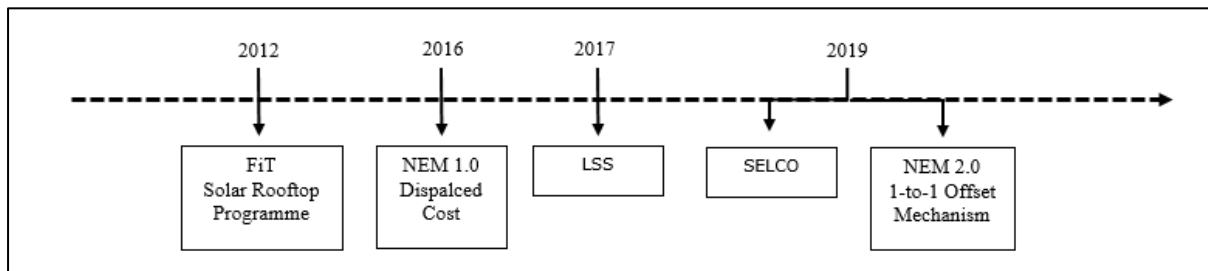 2012
2016
2017
2019
FiT
Solar Rooftop
Programme
NEM 1.0
Dispalced
Cost
LSS
SELCO
NEM 2.0
1-to-1 Offset
Mechanism